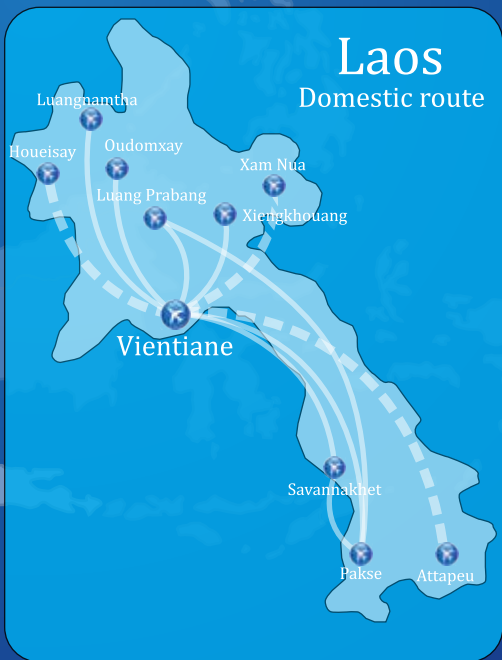 Laos
Domestic route
Luangnamtha
Houeisay
Oudomxay
Xam Nua
Luang Prabang
Xiengkhouang
Vientiane
Savannakhet
Pakse
Attapeu